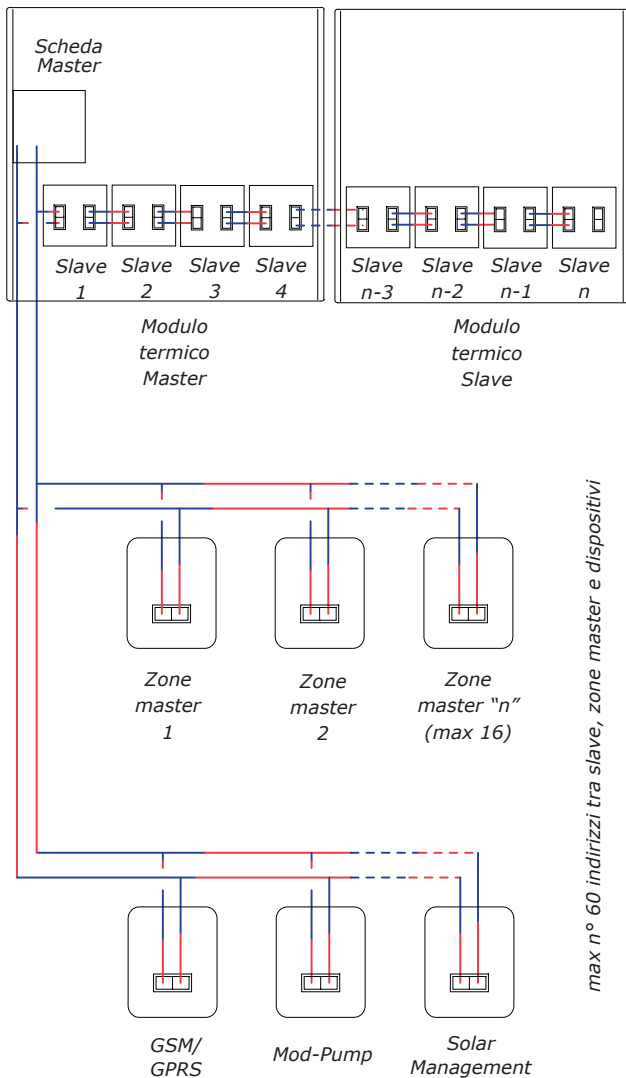 Scheda
Master
Slave
1
Slave
2
Slave
3
Slave
4
Slave
n-3
Slave
n-2
Slave
n-1
Slave
n
Modulo
termico
Master
Modulo
termico
Slave
Zone
master
1
Zone
master
2
Zone
master “n”
(max 16)
GSM/
GPRS
Mod-Pump
Solar
Management
max n° 60 indirizzi tra slave, zone master e dispositivi